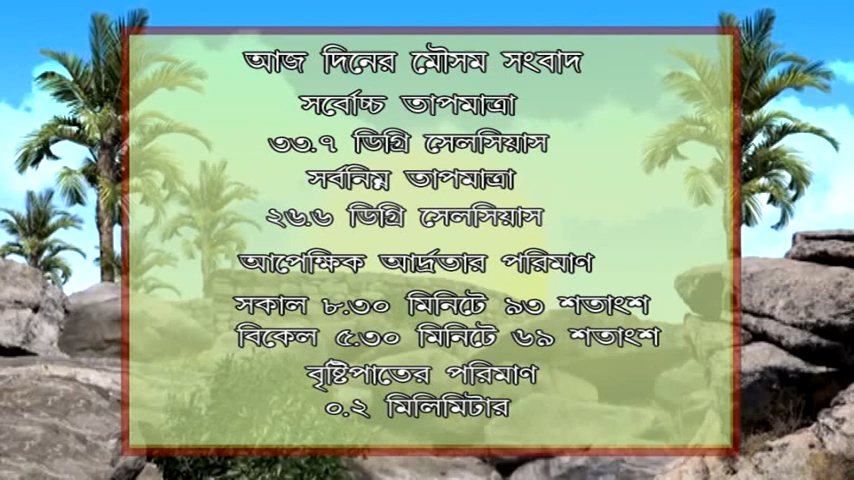 আজ দিনের মৌসম সংবাদ
সর্বোচ্চ তাপমাত্রা
৩৩.৭ ডিগ্রি সেলসিয়াস
সর্বনিম্ন তাপমাত্রা
২৬.৬ ডিগ্রি সেলসিয়াস
আপেক্ষিক আর্দ্রতার পরিমাণ
সকাল ৮.৩০ মিনিটে ৯৩ শতাংশ
বিকেল ৫.৩০ মিনিটে ৬৯ শতাংশ
বৃষ্টিপাতের পরিমাণ
০.২ মিলিমিটার